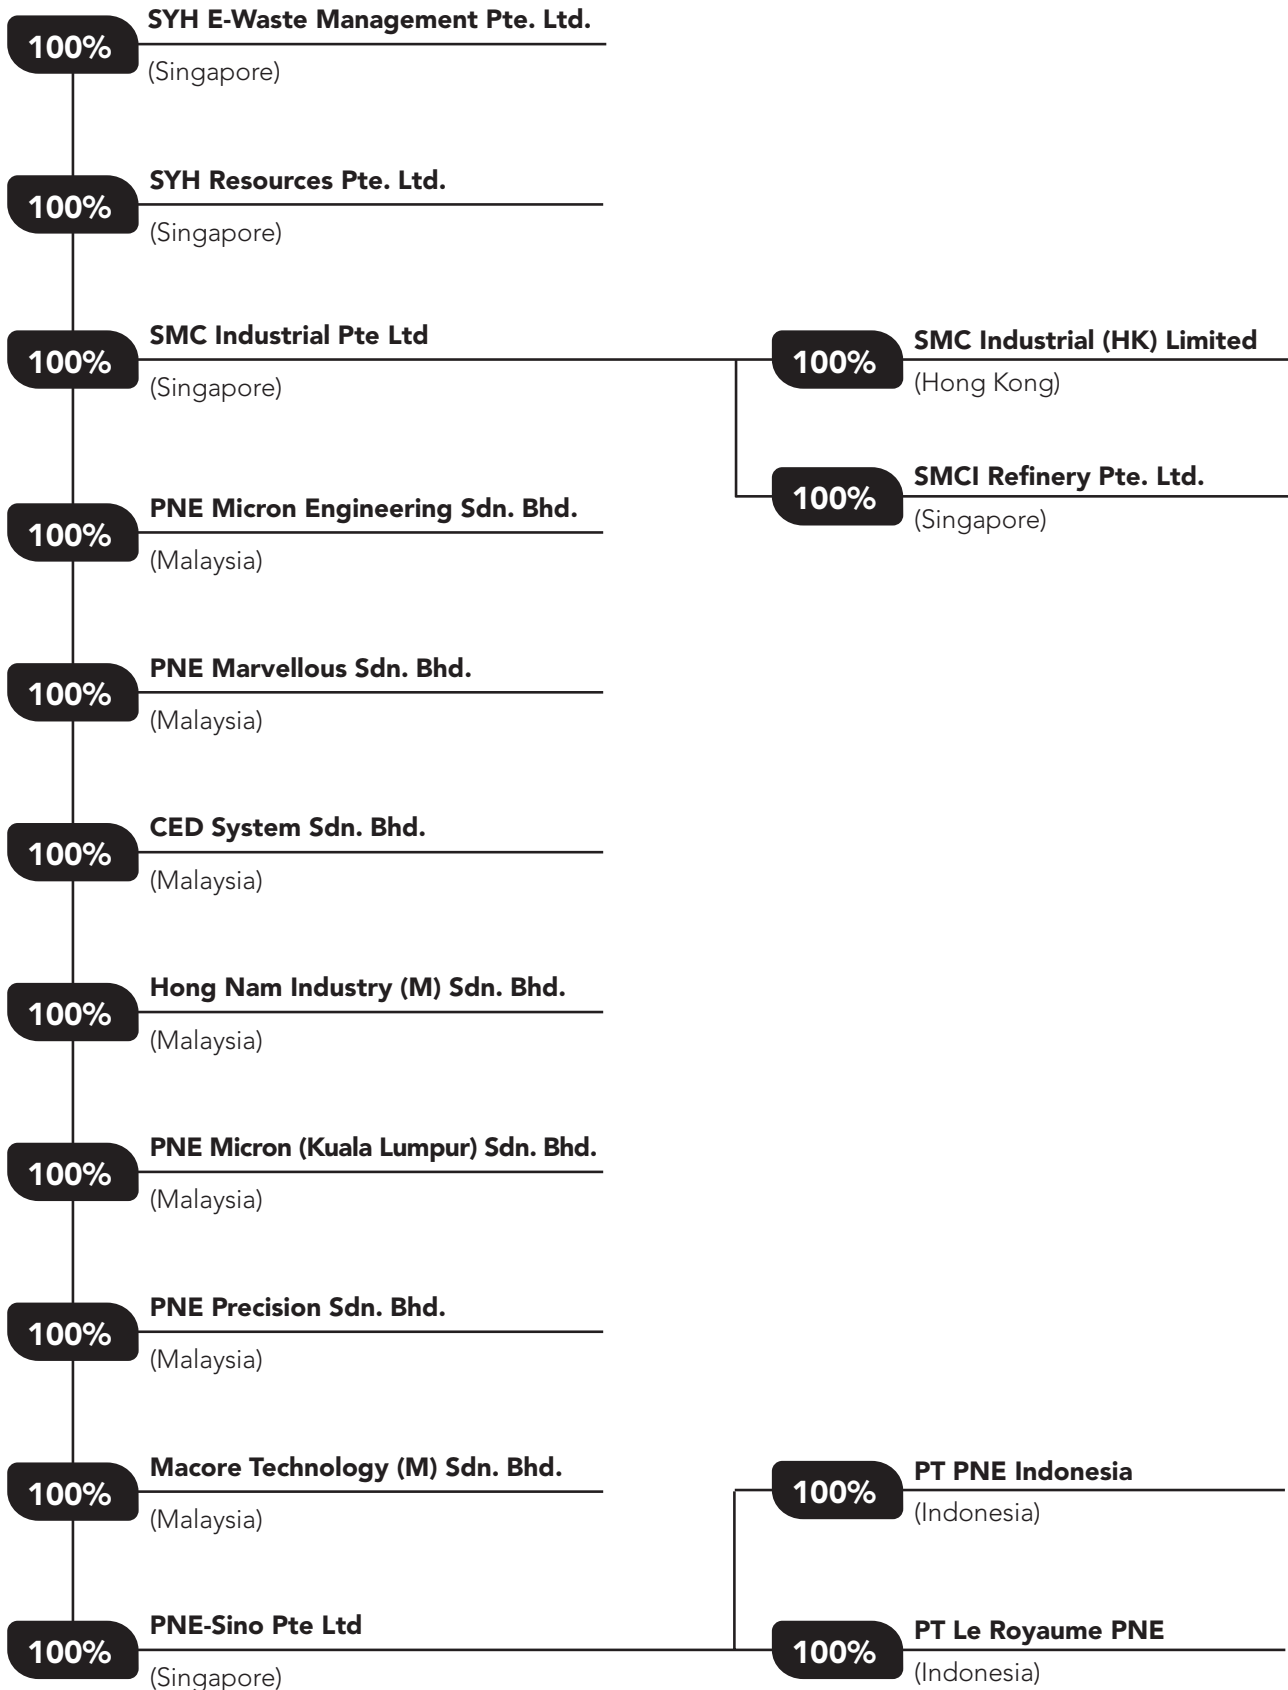 SYH E-Waste Management Pte. Ltd.
100%
(Singapore)
SYH Resources Pte. Ltd.
100%
(Singapore)
SMC Industrial Pte Ltd
100%
(Singapore)
SMC Industrial (HK) Limited
100%
(Hong Kong)
SMCI Refinery Pte. Ltd.
100%
(Singapore)
PNE Micron Engineering Sdn. Bhd.
100%
(Malaysia)
PNE Marvellous Sdn. Bhd.
100%
(Malaysia)
CED System Sdn. Bhd.
100%
(Malaysia)
Hong Nam Industry (M) Sdn. Bhd.
100%
(Malaysia)
PNE Micron (Kuala Lumpur) Sdn. Bhd.
100%
(Malaysia)
PNE Precision Sdn. Bhd.
100%
(Malaysia)
Macore Technology (M) Sdn. Bhd.
100%
(Malaysia)
PT PNE Indonesia
100%
(Indonesia)
PNE-Sino Pte Ltd
100%
(Singapore)
PT Le Royaume PNE
100%
(Indonesia)